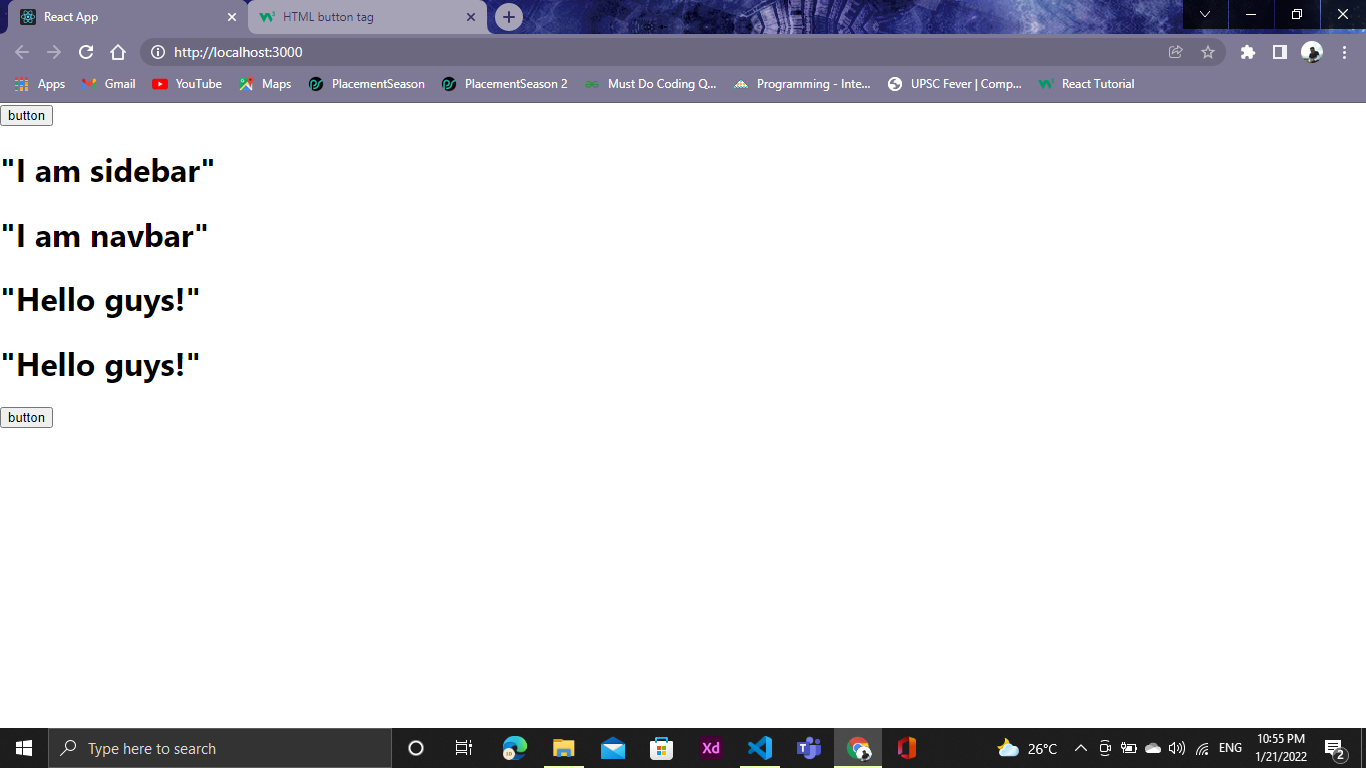 React App
HTML button tag
http://localhost:3000
Apps
Gmail
YouTube
Maps
PlacementSeason
PlacementSeason 2
Must Do Coding Q...
Programming - Inte...
UPSC Fever | Comp...
React Tutorial
button
"I am sidebar"
"I am navbar"
"Hello guys!"
"Hello guys!"
button
Type here to search
Xd
26°C
ENG
10:55 PM
1/21/2022
2